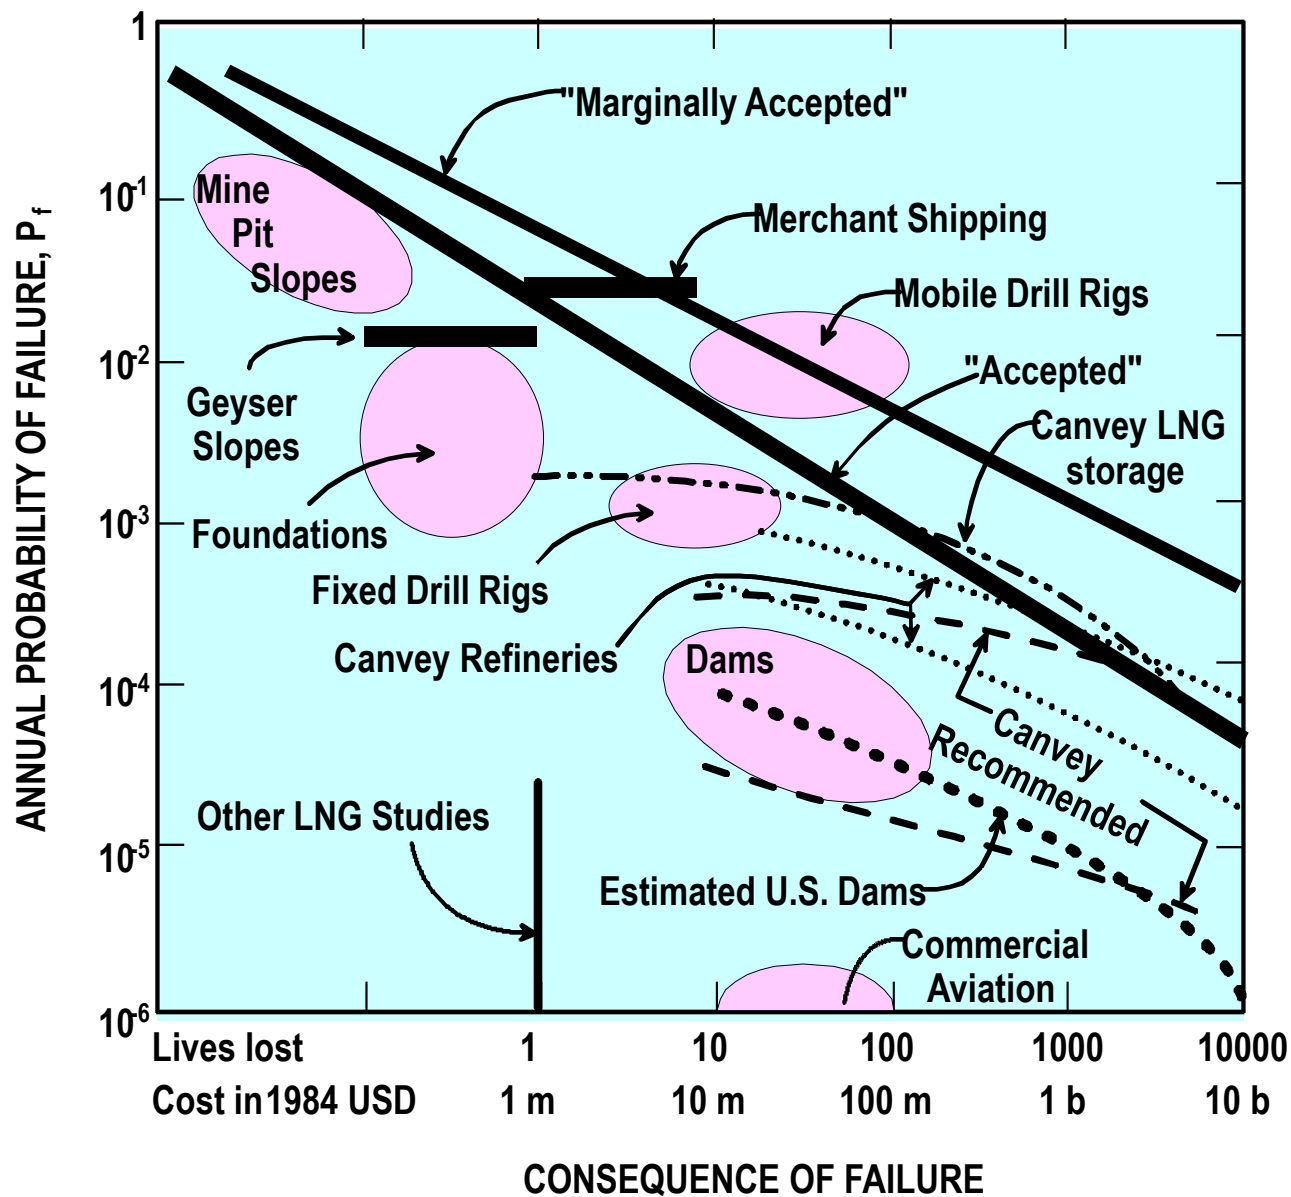 1
"Marginally Accepted"
10-1
Mine
Pit
Slopes
Merchant Shipping
Mobile Drill Rigs
10-2
"Accepted"
Geyser
Slopes
Canvey LNG
storage
10-3
Foundations
Fixed Drill Rigs
Canvey Refineries
Dams
10-4
Canvey
Recommended
Other LNG Studies
10-5
Estimated U.S. Dams
Commercial
Aviation
10-6
ANNUAL PROBABILITY OF FAILURE, Pf
Lives lost 1 10 100 1000 10000
Cost in 1984 USD 1 m 10 m 100 m 1 b 10 b
CONSEQUENCE OF FAILURE